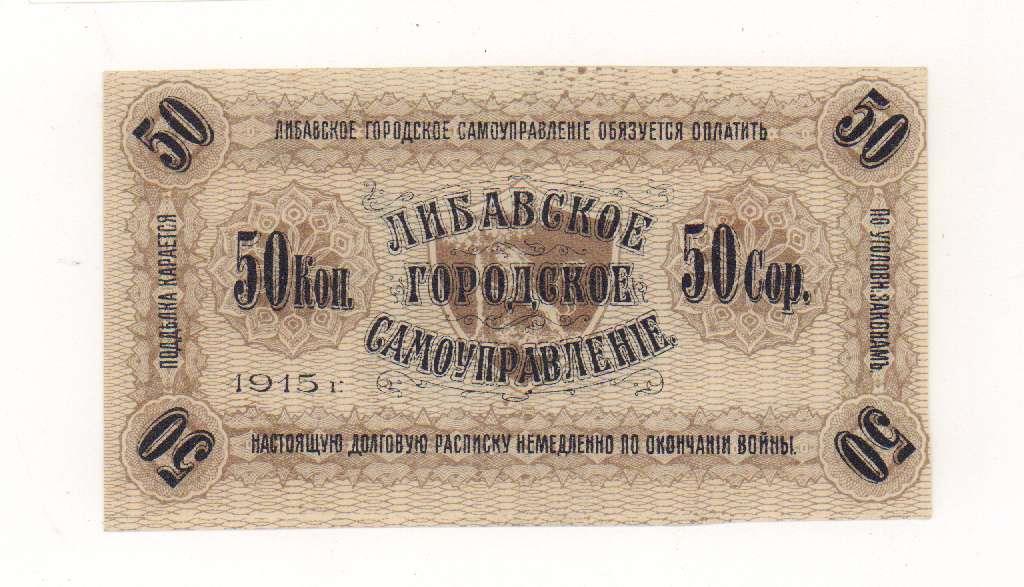 50
50
ЛИБАВСКОЕ ГОРОДСКОЕ САМОУПРАВЛЕНІЕ ОБЯЗУЕТСЯ ОПЛАТИТЬ
ПОДДѢЛКА КАРАЕТСЯ
50 Коп.
ЛИБАВСКОЕ
ГОРОДСКОЕ
САМОУПРАВЛЕНІЕ.
50 Cop.
ПО УГОЛОВН. ЗАКОНАМЪ
1915 г.
НАСТОЯЩУЮ ДОЛГОВУЮ РАСПИСКУ НЕМЕДЛЕННО ПО ОКОНЧАНІИ ВОЙНЫ.
50
50